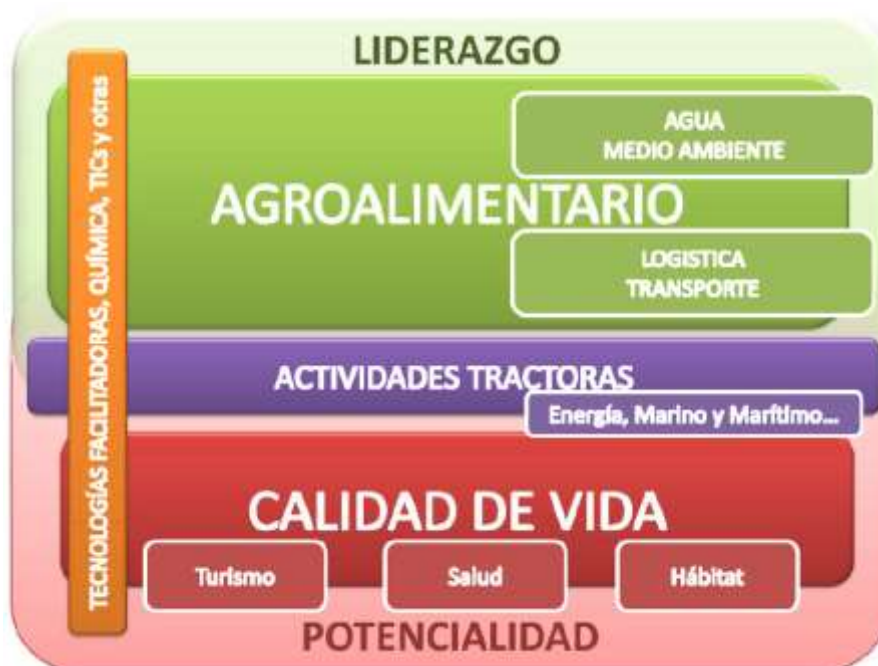 LIDERAZGO
TECNOLOGÍAS FACILITADORAS, QUÍMICA, TICs y otras
AGUA
MEDIO AMBIENTE
AGROALIMENTARIO
LOGISTICA
TRANSPORTE
ACTIVIDADES TRACTORAS
Energía, Marino y Marítimo...
CALIDAD DE VIDA
Turismo
Salud
Hábitat
POTENCIALIDAD